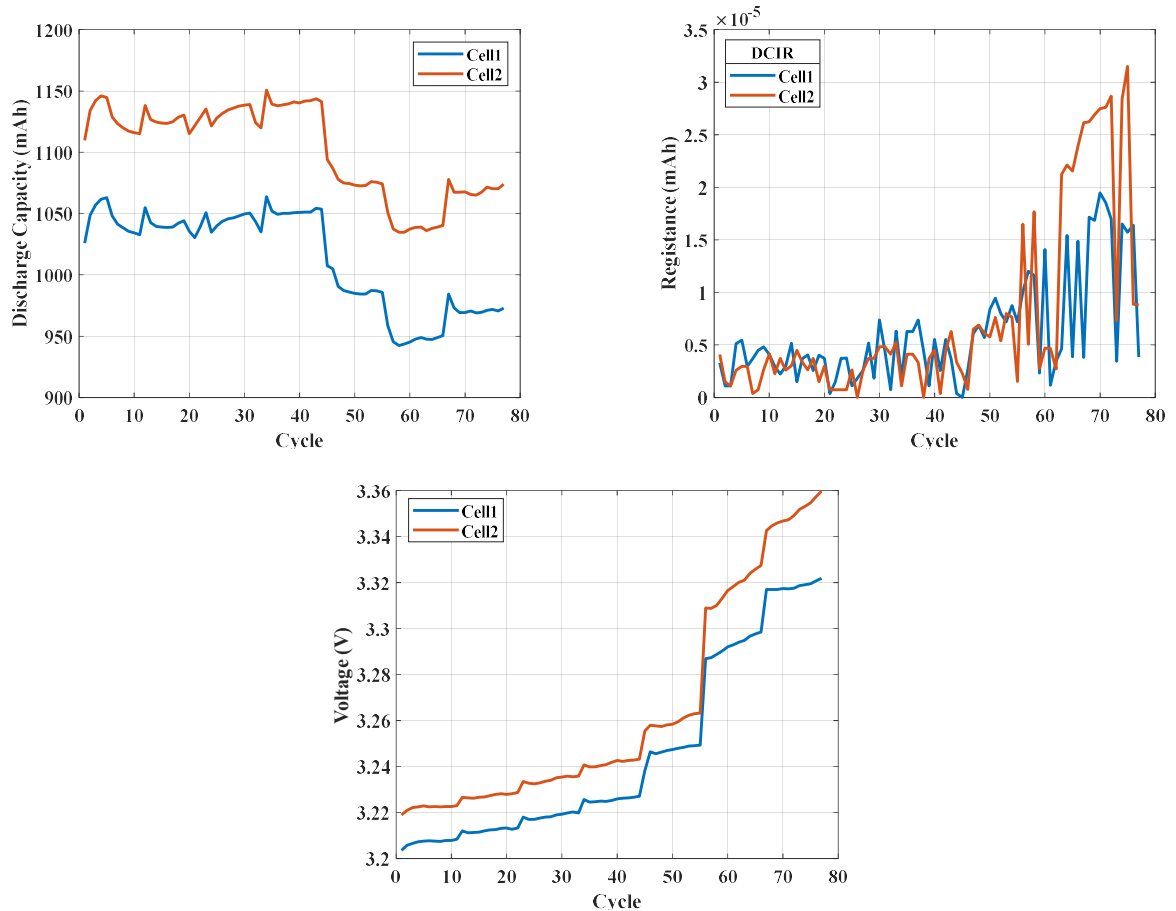 1200
1150
1100
1050
1000
950
900
Discharge Capacity (mAh)
0 10 20 30 40 50 60 70 80
Cycle
Cell1
Cell2
×10⁻⁵
3.5
3
2.5
2
1.5
1
0.5
0
Registance (mAh)
0 10 20 30 40 50 60 70 80
Cycle
DCIR
Cell1
Cell2
3.36
3.34
3.32
3.3
3.28
3.26
3.24
3.22
3.2
Voltage (V)
0 10 20 30 40 50 60 70 80
Cycle
Cell1
Cell2